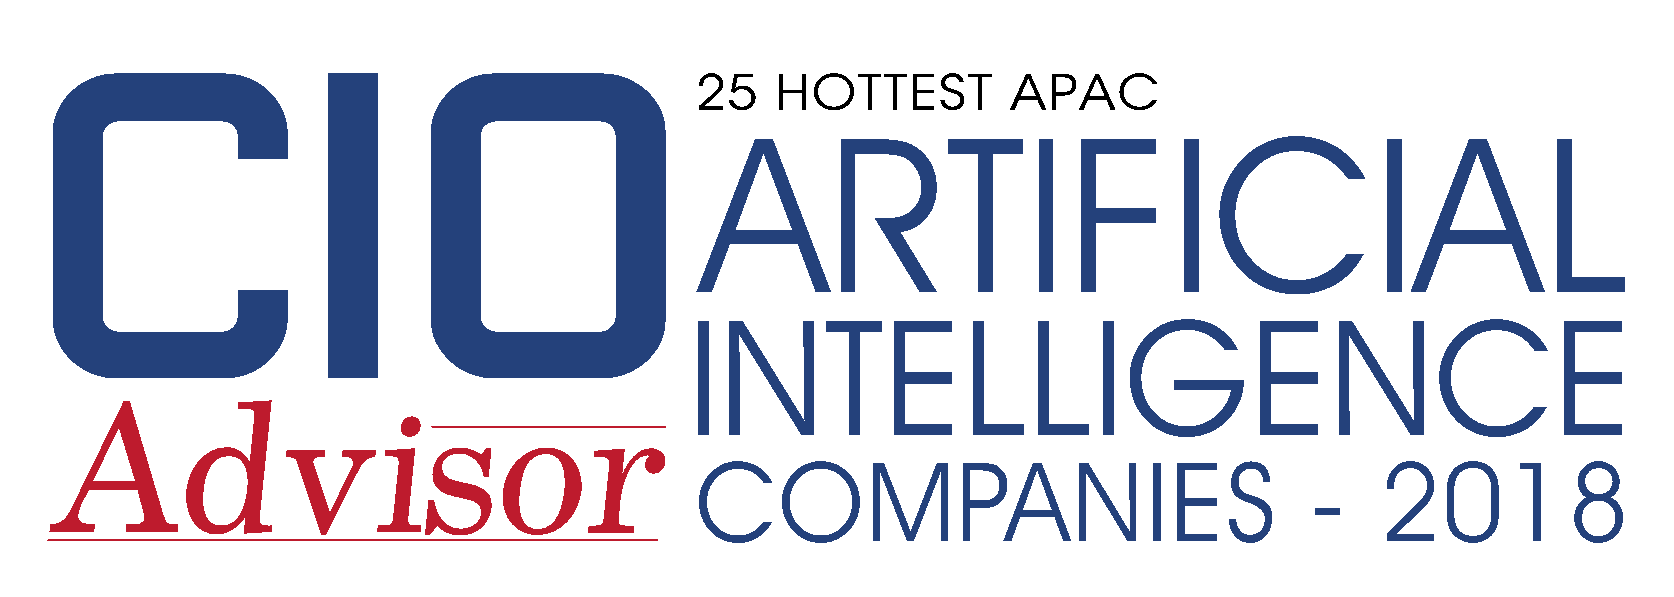 CIO
Advisor
25 HOTTEST APAC
ARTIFICIAL
INTELLIGENCE
COMPANIES - 2018